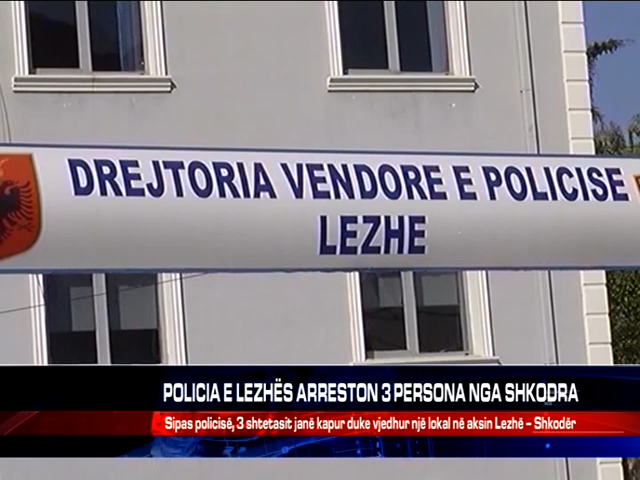 DREJTORIA VENDORE E POLICISE
LEZHE
POLICIA E LEZHËS ARRESTON 3 PERSONA NGA SHKODRA
Sipas policisë, 3 shtetasit janë kapur duke vjedhur një lokal në aksin Lezhë – Shkodër